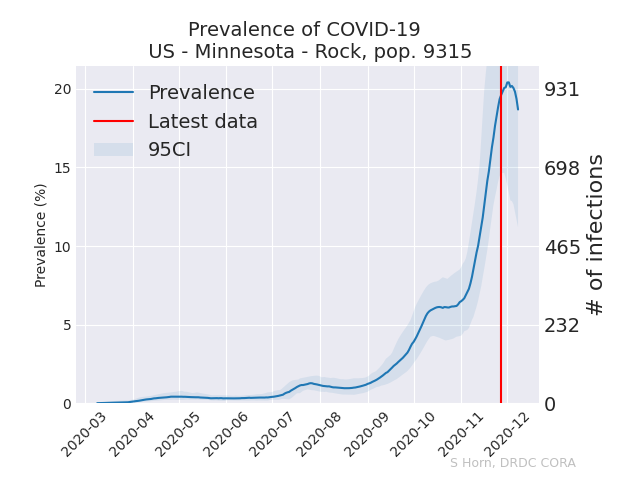 Prevalence of COVID-19
US - Minnesota - Rock, pop. 9315
Prevalence
Latest data
95CI
Prevalence (%)
20
15
10
5
0
931
698
465
232
0
# of infections
2020-03
2020-04
2020-05
2020-06
2020-07
2020-08
2020-09
2020-10
2020-11
2020-12
S Horn, DRDC CORA